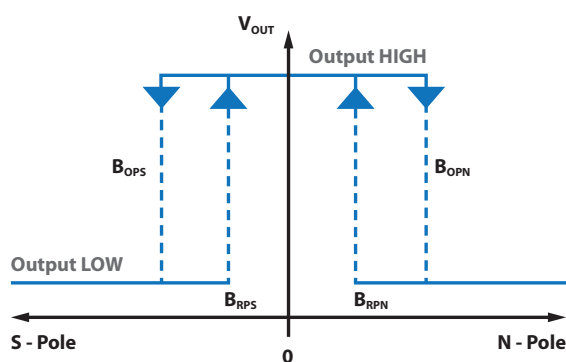 VOUT
Output HIGH
BOPS
BOPN
Output LOW
BRPS
BRPN
S - Pole
N - Pole
0